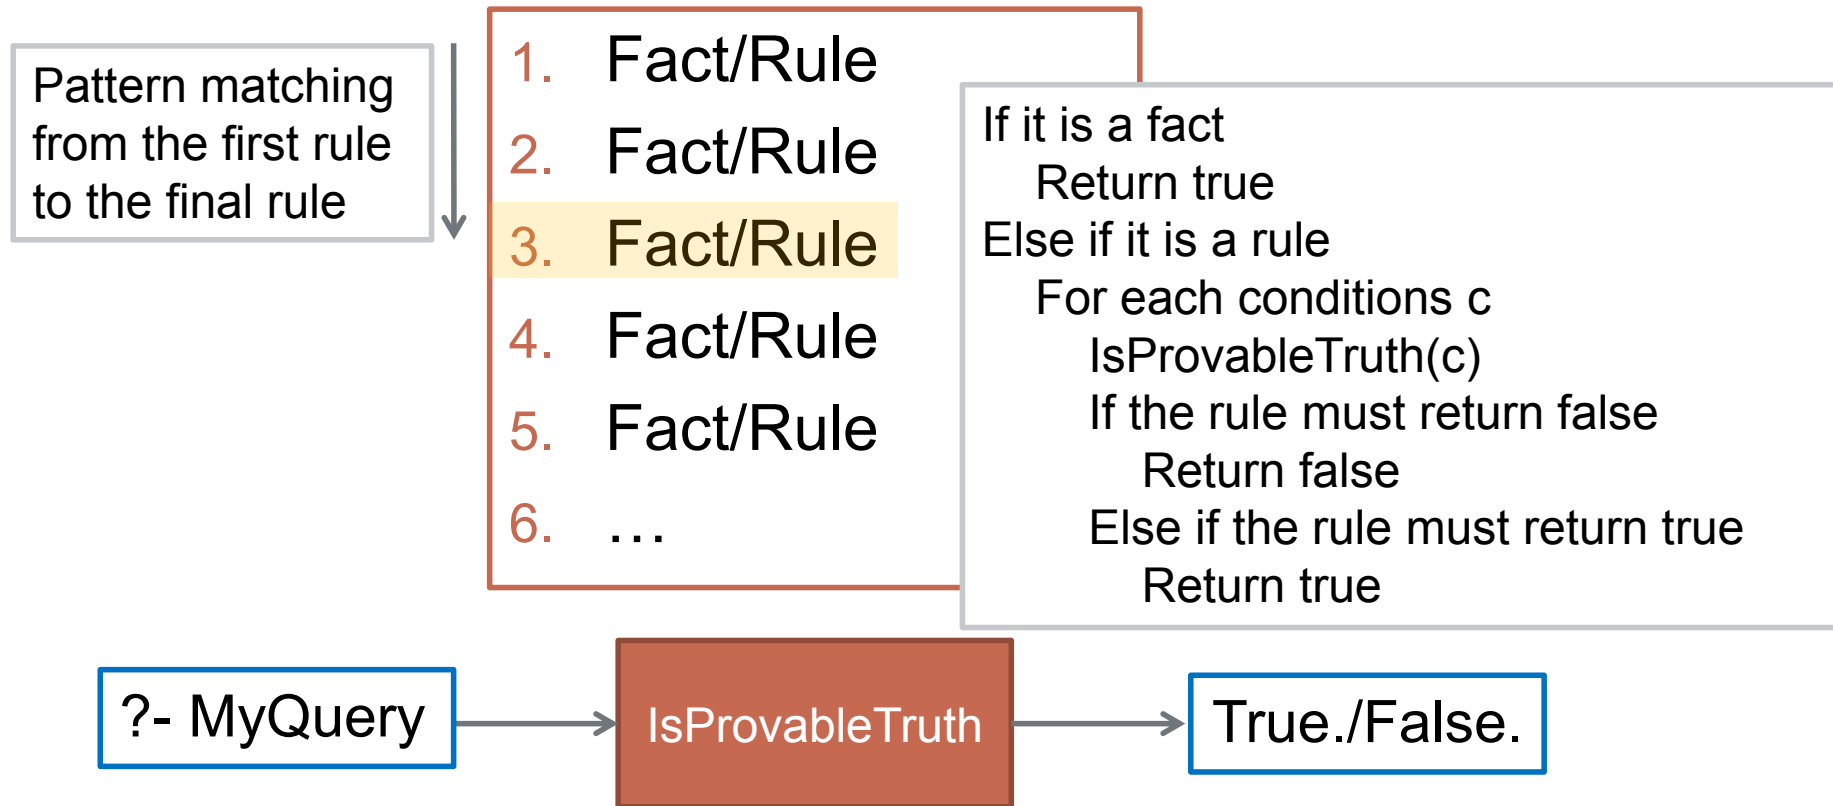 Pattern matching
from the first rule
to the final rule
1. Fact/Rule
2. Fact/Rule
3. Fact/Rule
4. Fact/Rule
5. Fact/Rule
6. …
If it is a fact
Return true
Else if it is a rule
For each conditions c
IsProvableTruth(c)
If the rule must return false
Return false
Else if the rule must return true
Return true
?- MyQuery
IsProvableTruth
True./False.